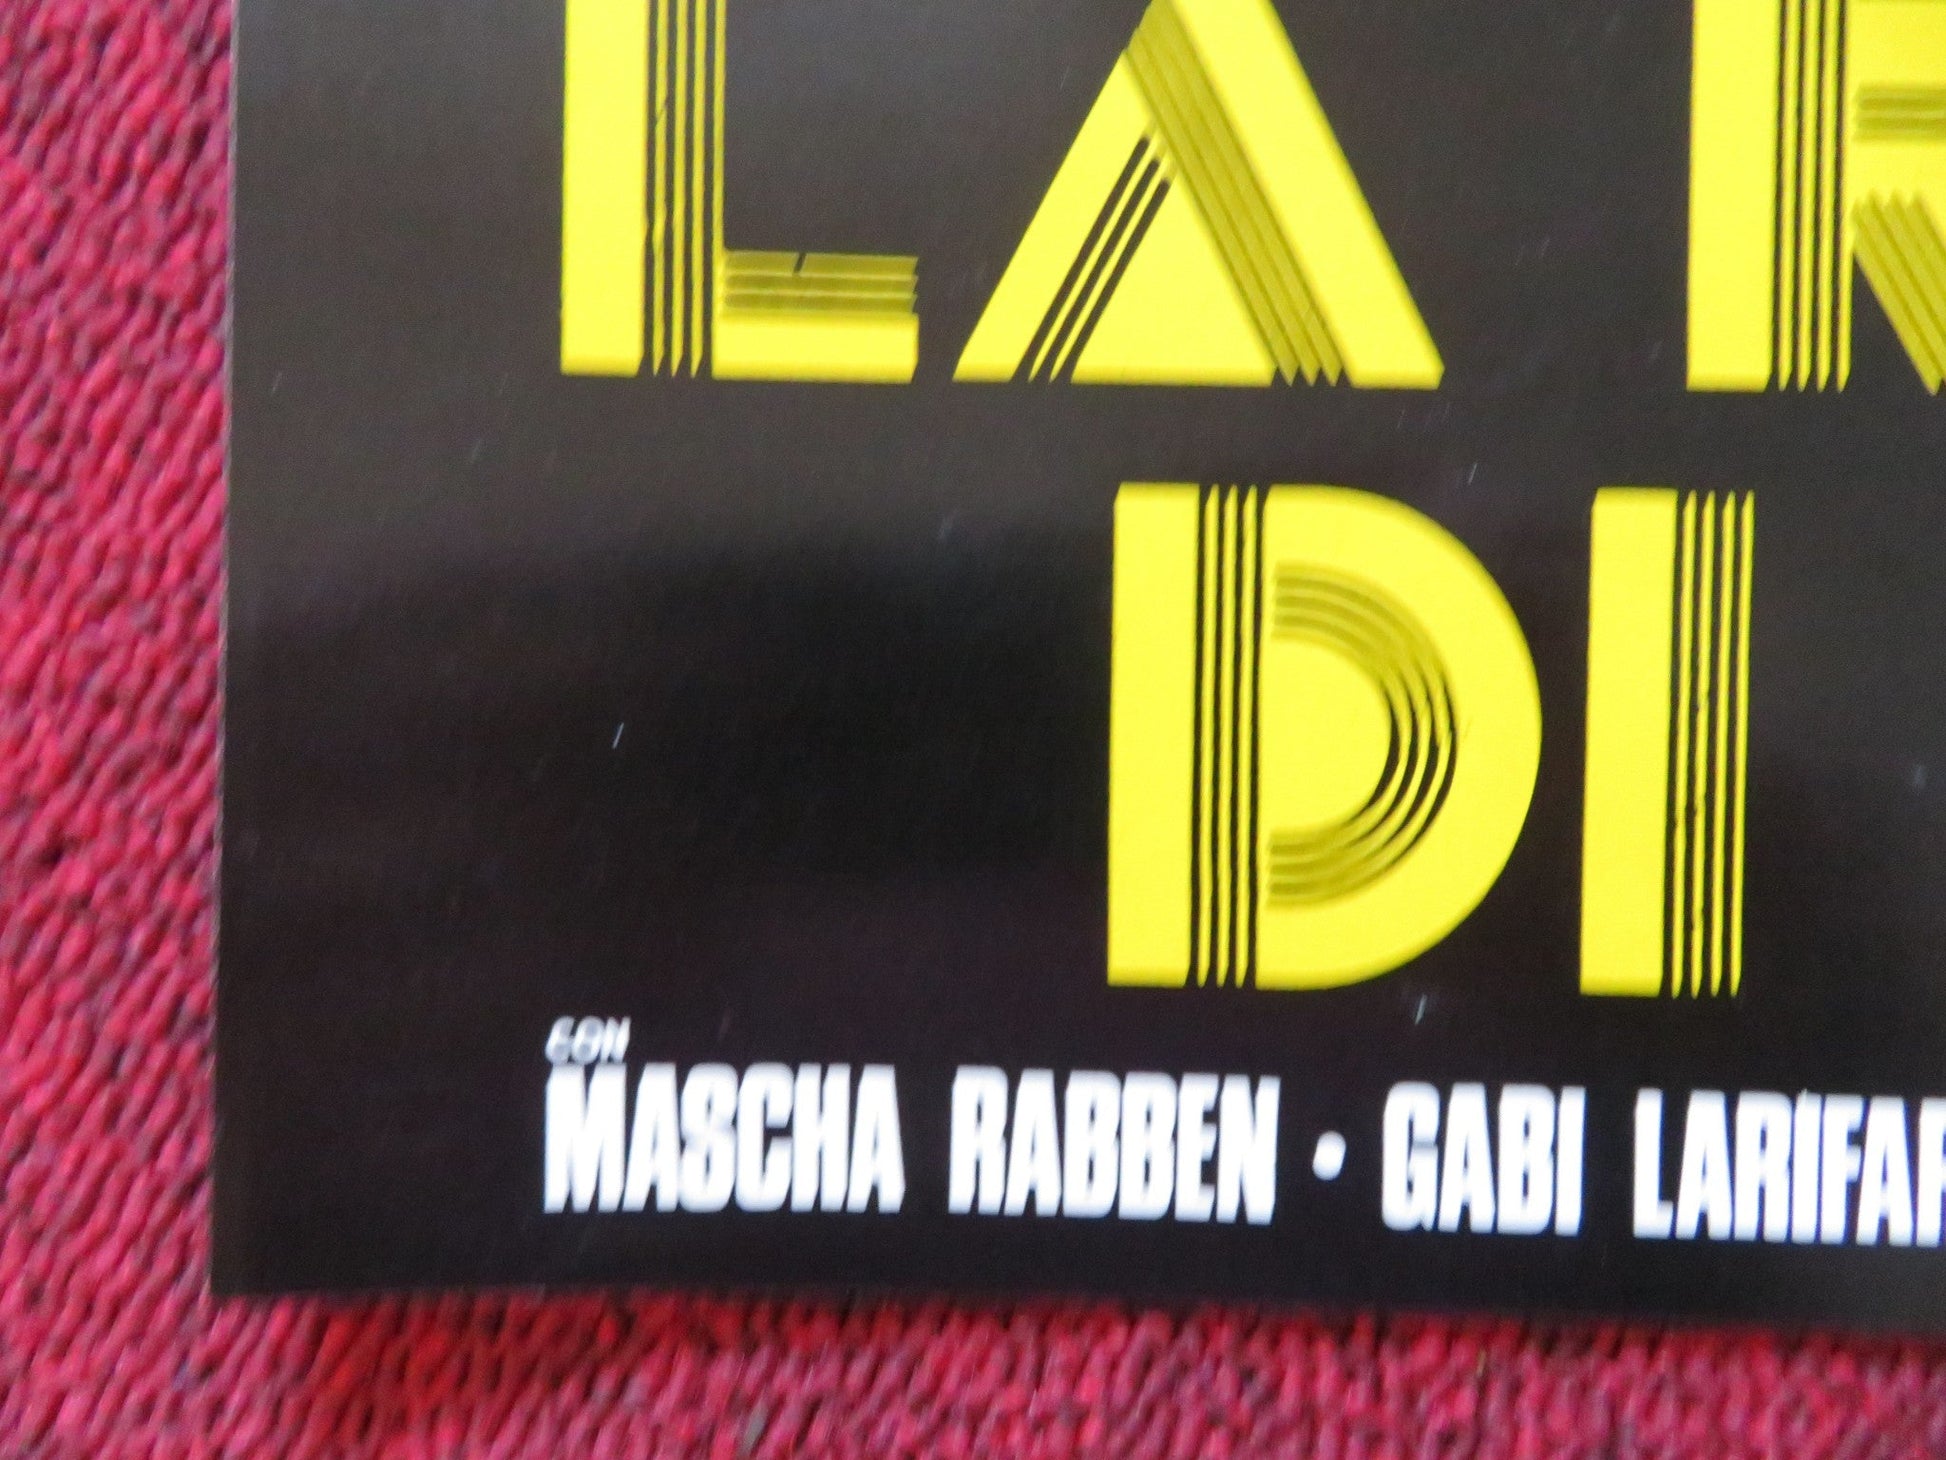 LA R
DI
CON
MASCHA RABBEN • GABI LARIFAR